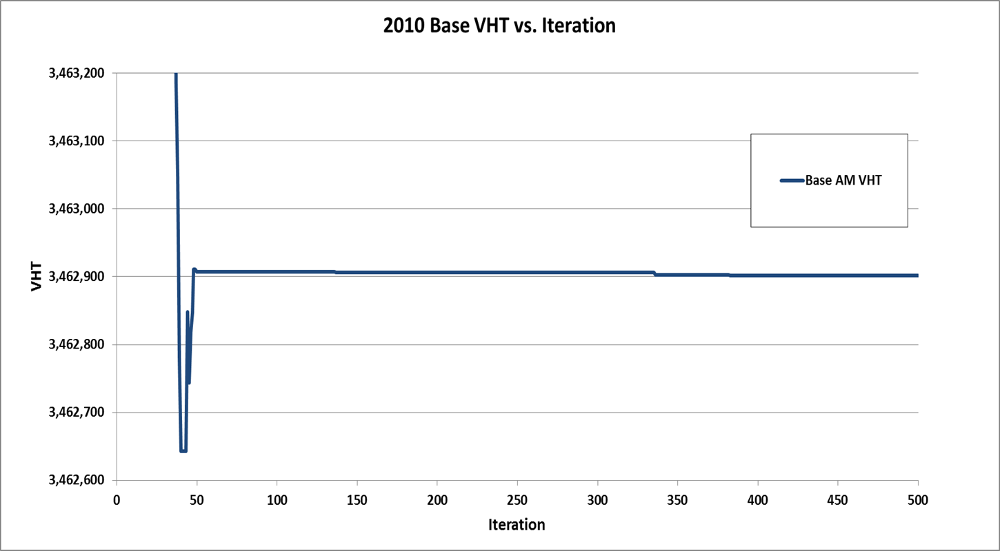 2010 Base VHT vs. Iteration
3,463,200
3,463,100
3,463,000
3,462,900
3,462,800
3,462,700
3,462,600
VHT
Base AM VHT
0 50 100 150 200 250 300 350 400 450 500
Iteration